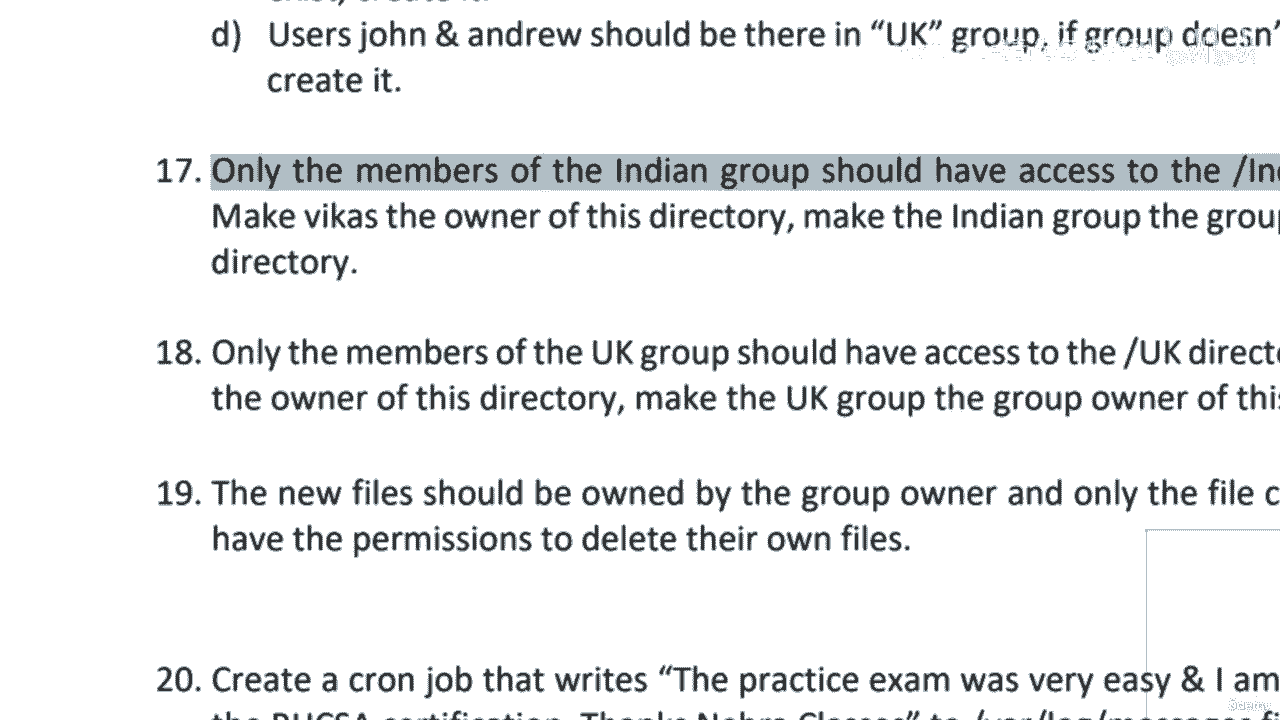 d) Users john & andrew should be there in “UK” group, if group doesn’
create it.
17. Only the members of the Indian group should have access to the /In
Make vikas the owner of this directory, make the Indian group the grou
directory.
18. Only the members of the UK group should have access to the /UK direct
the owner of this directory, make the UK group the group owner of this
19. The new files should be owned by the group owner and only the file c
have the permissions to delete their own files.
20. Create a cron job that writes “The practice exam was very easy & I am